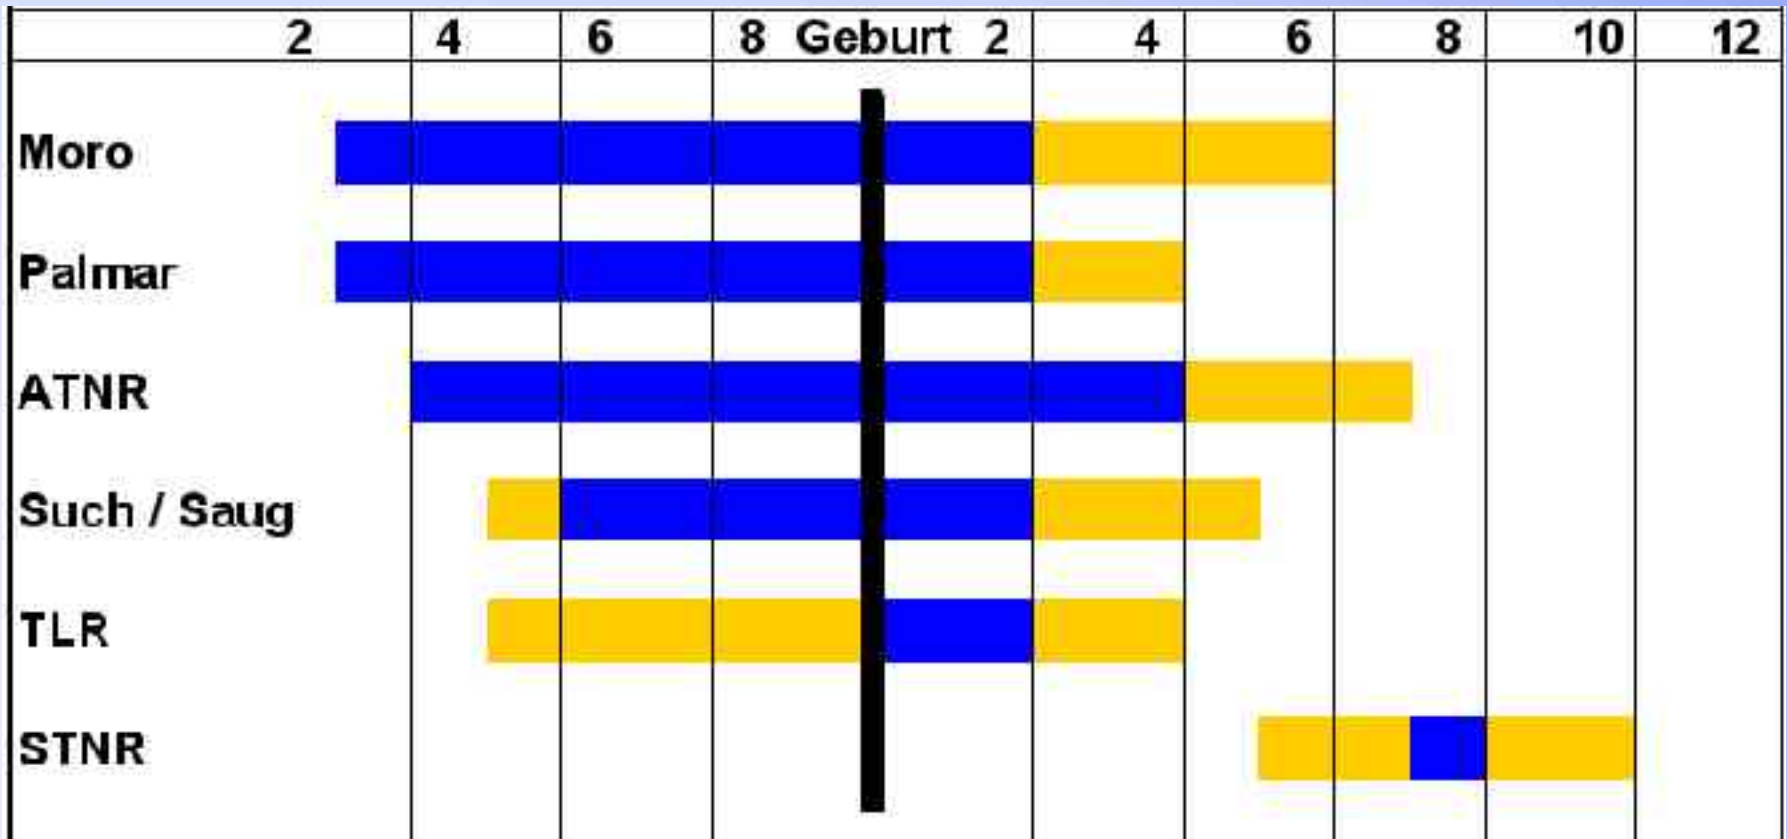 2 4 6 8 Geburt 2 4 6 8 10 12
Moro
Palmar
ATNR
Such / Saug
TLR
STNR